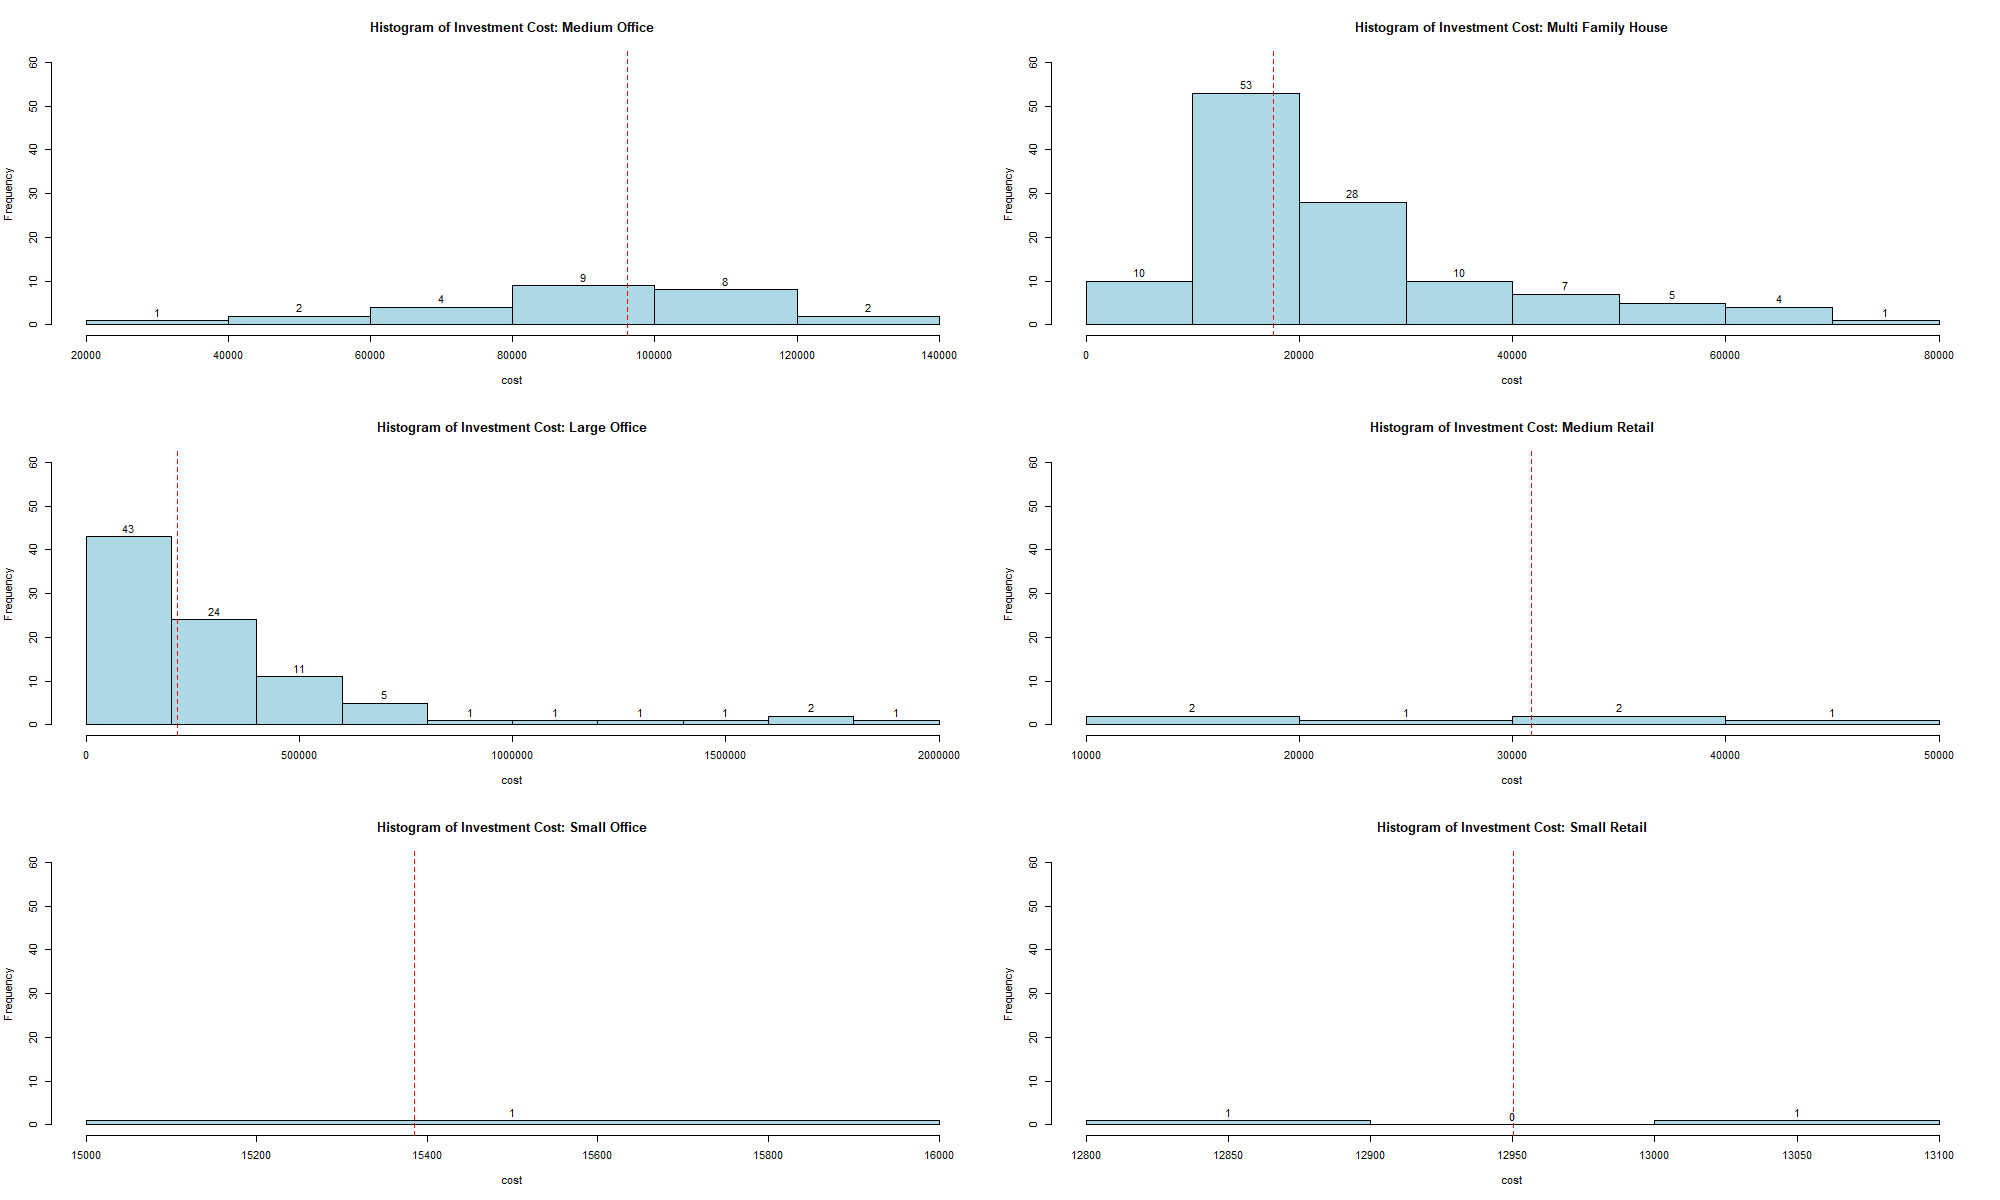 Histogram of Investment Cost: Medium Office
Frequency
0 10 20 30 40 50 60
1 2 4 9 8 2
20000 40000 60000 80000 100000 120000 140000
cost
Histogram of Investment Cost: Multi Family House
Frequency
0 10 20 30 40 50 60
10 53 28 10 7 5 4 1
0 20000 40000 60000 80000
cost
Histogram of Investment Cost: Large Office
Frequency
0 10 20 30 40 50 60
43 24 11 5 1 1 1 1 2 1
0 500000 1000000 1500000 2000000
cost
Histogram of Investment Cost: Medium Retail
Frequency
0 10 20 30 40 50 60
2 1 2 1
10000 20000 30000 40000 50000
cost
Histogram of Investment Cost: Small Office
Frequency
0 10 20 30 40 50 60
1
15000 15200 15400 15600 15800 16000
cost
Histogram of Investment Cost: Small Retail
Frequency
0 10 20 30 40 50 60
1 0 1
12800 12850 12900 12950 13000 13050 13100
cost